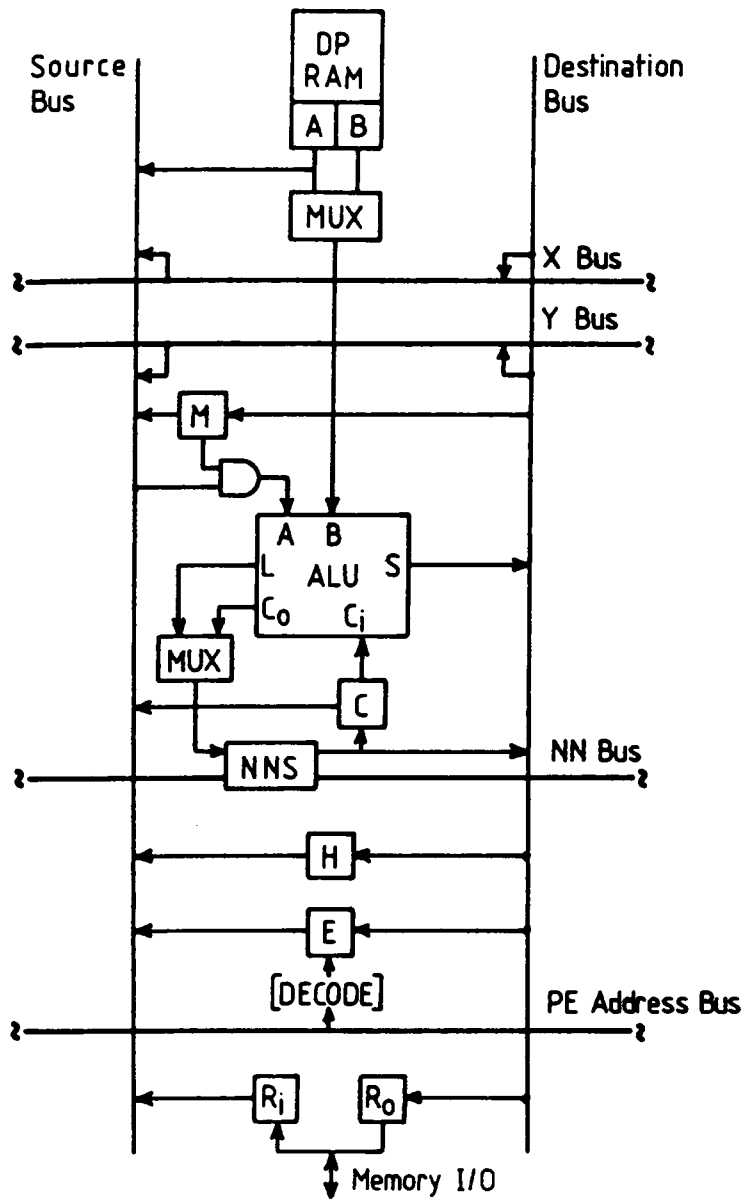 DP
RAM
Source
Bus
Destination
Bus
A
B
MUX
X Bus
Y Bus
M
A
B
L
ALU
S
Co
Ci
MUX
C
NNS
NN Bus
H
E
[DECODE]
PE Address Bus
Ri
Ro
Memory I/O